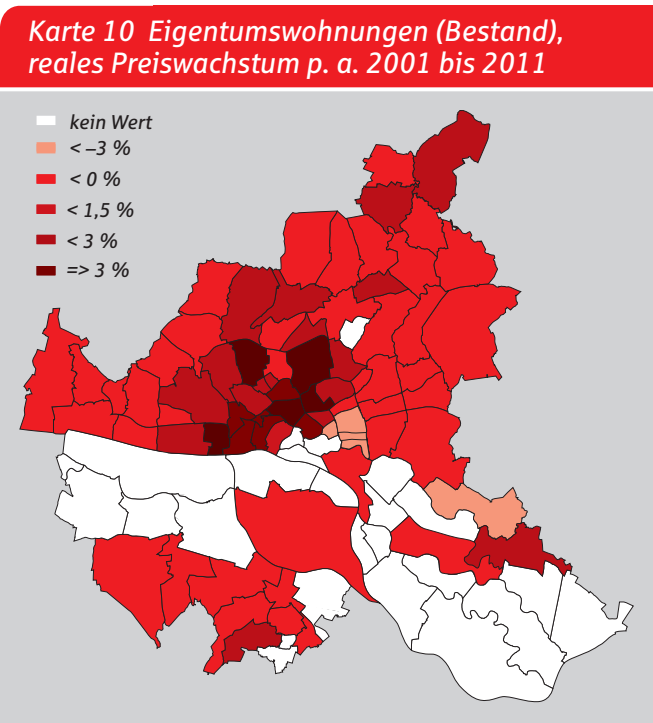 Karte 10 Eigentumswohnungen (Bestand),
reales Preiswachstum p. a. 2001 bis 2011
kein Wert
< –3 %
< 0 %
< 1,5 %
< 3 %
=> 3 %